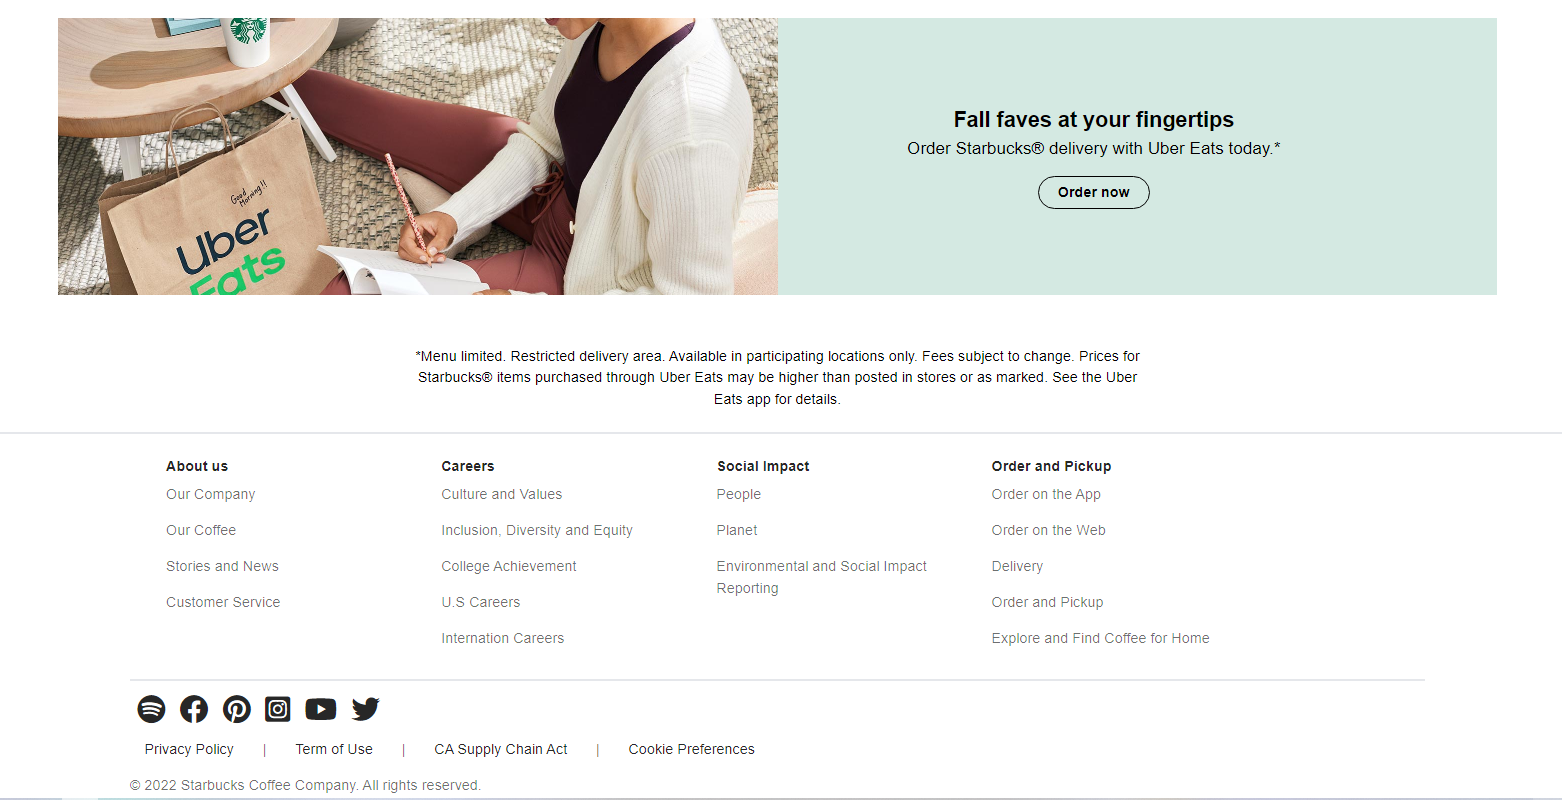 Good
Morning!!
Uber
Eats
Fall faves at your fingertips
Order Starbucks® delivery with Uber Eats today.*
Order now
*Menu limited. Restricted delivery area. Available in participating locations only. Fees subject to change. Prices for
Starbucks® items purchased through Uber Eats may be higher than posted in stores or as marked. See the Uber
Eats app for details.
About us
Our Company
Our Coffee
Stories and News
Customer Service
Careers
Culture and Values
Inclusion, Diversity and Equity
College Achievement
U.S Careers
Internation Careers
Social Impact
People
Planet
Environmental and Social Impact
Reporting
Order and Pickup
Order on the App
Order on the Web
Delivery
Order and Pickup
Explore and Find Coffee for Home
Privacy Policy | Term of Use | CA Supply Chain Act | Cookie Preferences
© 2022 Starbucks Coffee Company. All rights reserved.